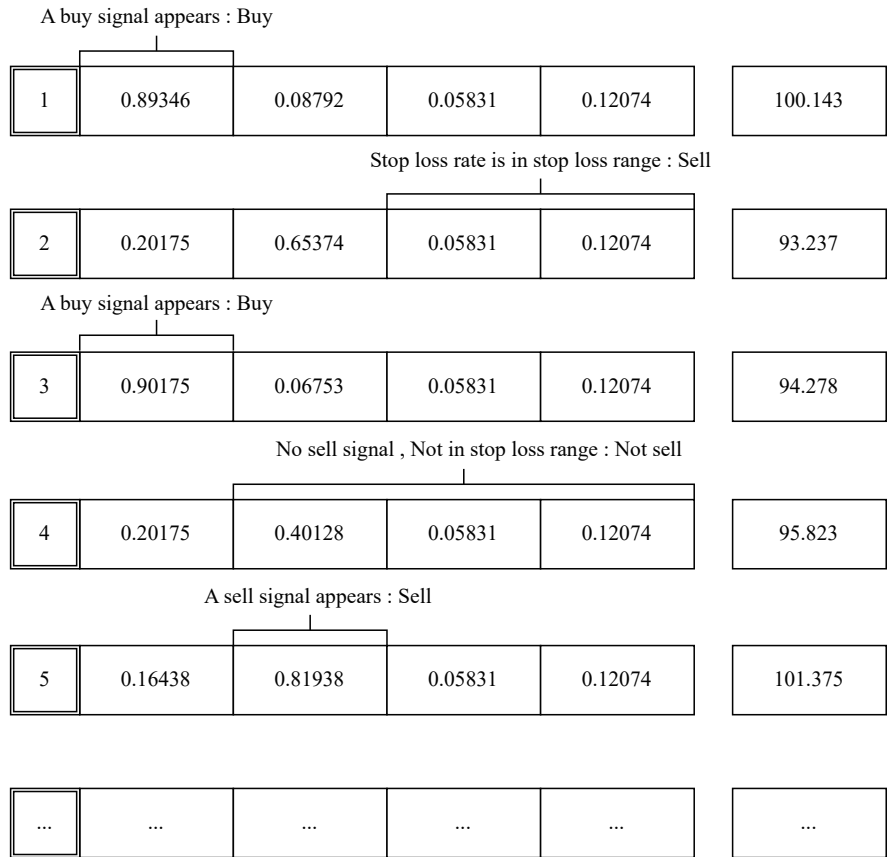 A buy signal appears : Buy
1 0.89346 0.08792 0.05831 0.12074 100.143
Stop loss rate is in stop loss range : Sell
2 0.20175 0.65374 0.05831 0.12074 93.237
A buy signal appears : Buy
3 0.90175 0.06753 0.05831 0.12074 94.278
No sell signal , Not in stop loss range : Not sell
4 0.20175 0.40128 0.05831 0.12074 95.823
A sell signal appears : Sell
5 0.16438 0.81938 0.05831 0.12074 101.375
... ... ... ... ... ...